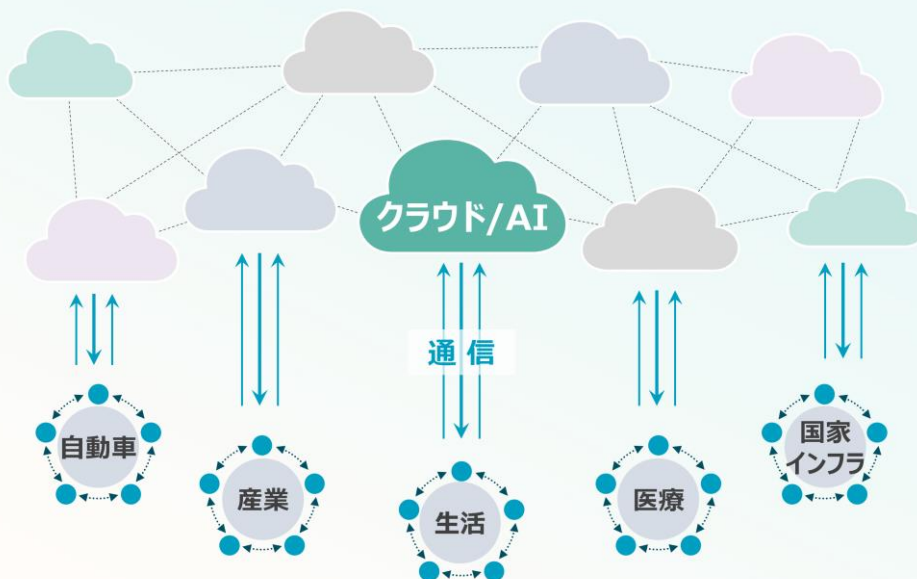 クラウド/AI
通信
自動車
産業
生活
医療
国家
インフラ